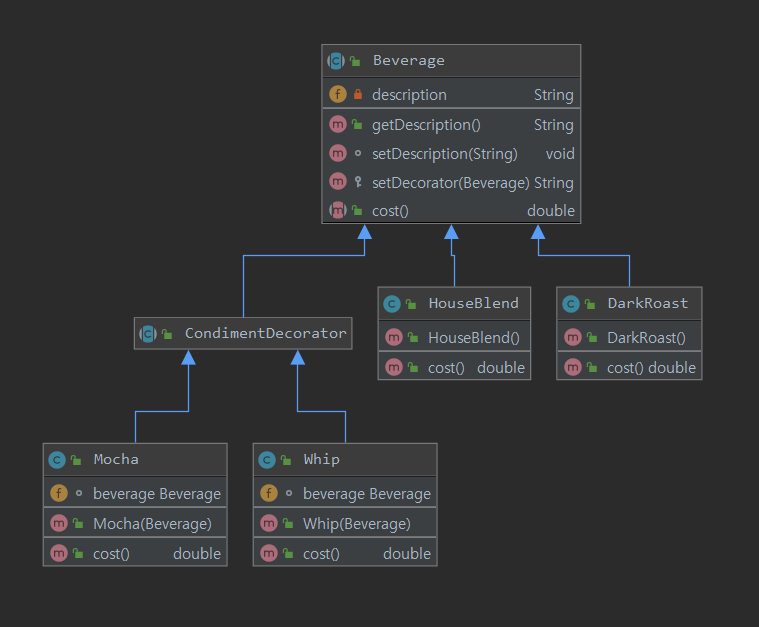 Beverage
description String
getDescription() String
setDescription(String) void
setDecorator(Beverage) String
cost() double
CondimentDecorator
HouseBlend
HouseBlend()
cost() double
DarkRoast
DarkRoast()
cost() double
Mocha
beverage Beverage
Mocha(Beverage)
cost() double
Whip
beverage Beverage
Whip(Beverage)
cost() double